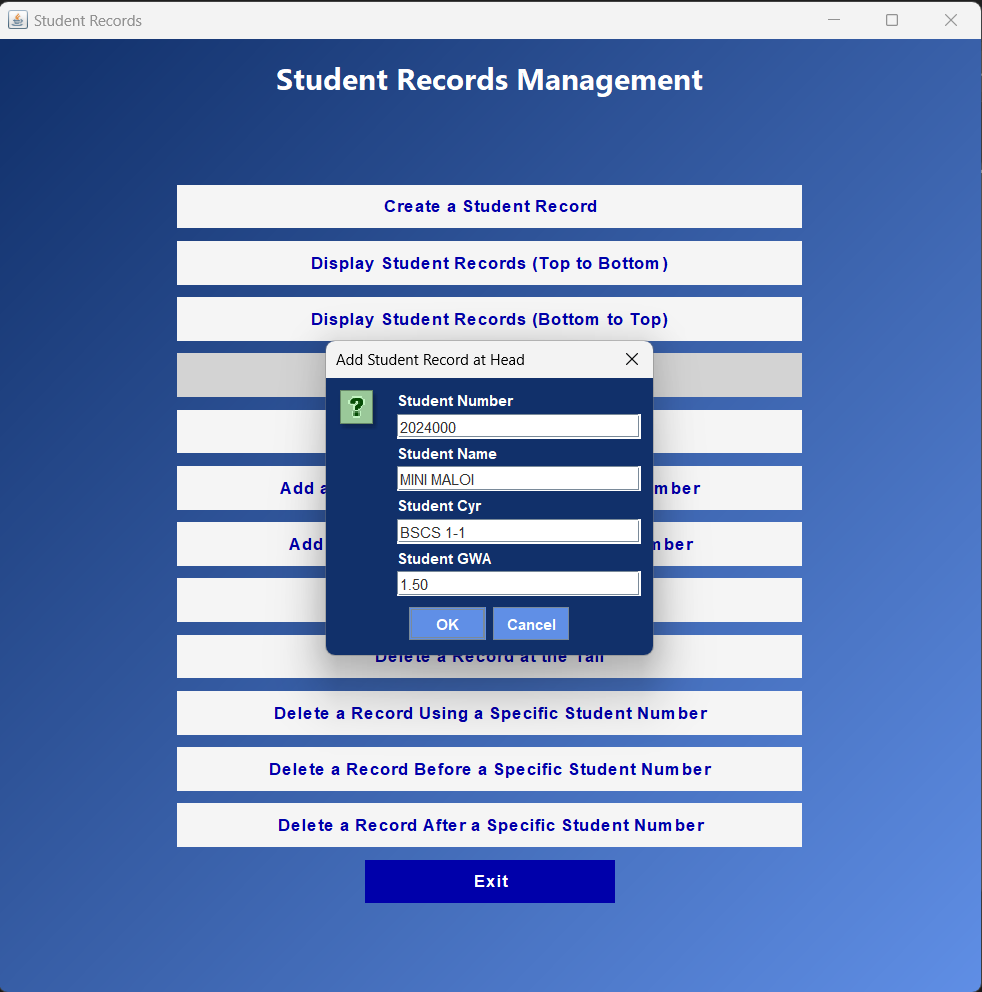 Student Records
Student Records Management
Create a Student Record
Display Student Records (Top to Bottom)
Display Student Records (Bottom to Top)
Add Student Record at Head
?
Student Number
2024000
Student Name
MINI MALOI
Add a
mber
Student Cyr
BSCS 1-1
Add
mber
Student GWA
1.50
OK
Cancel
Delete a Record at the Tail
Delete a Record Using a Specific Student Number
Delete a Record Before a Specific Student Number
Delete a Record After a Specific Student Number
Exit